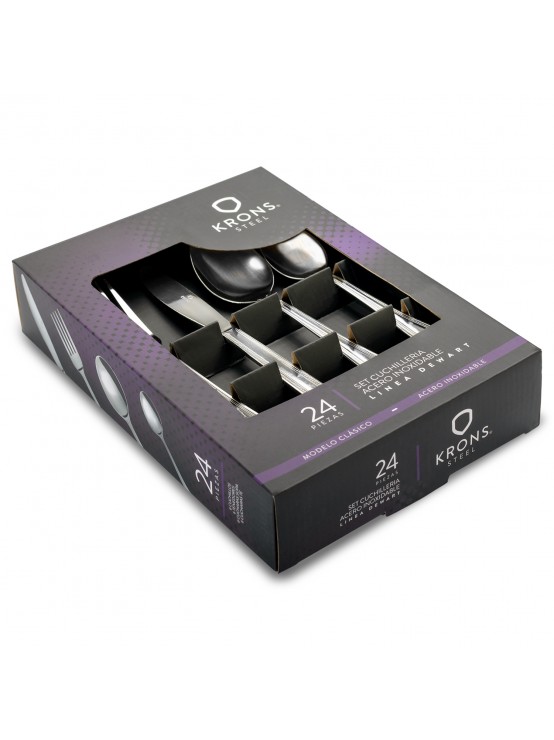 KRONS
STEEL
24
PIEZAS
SET CUCHILLERIA
ACERO INOXIDABLE
LINEA DEWART
MODELO CLÁSICO – ACERO INOXIDABLE
24
PIEZAS
SET CUCHILLERIA
ACERO INOXIDABLE
LINEA DEWART
KRONS
STEEL
24
PIEZAS